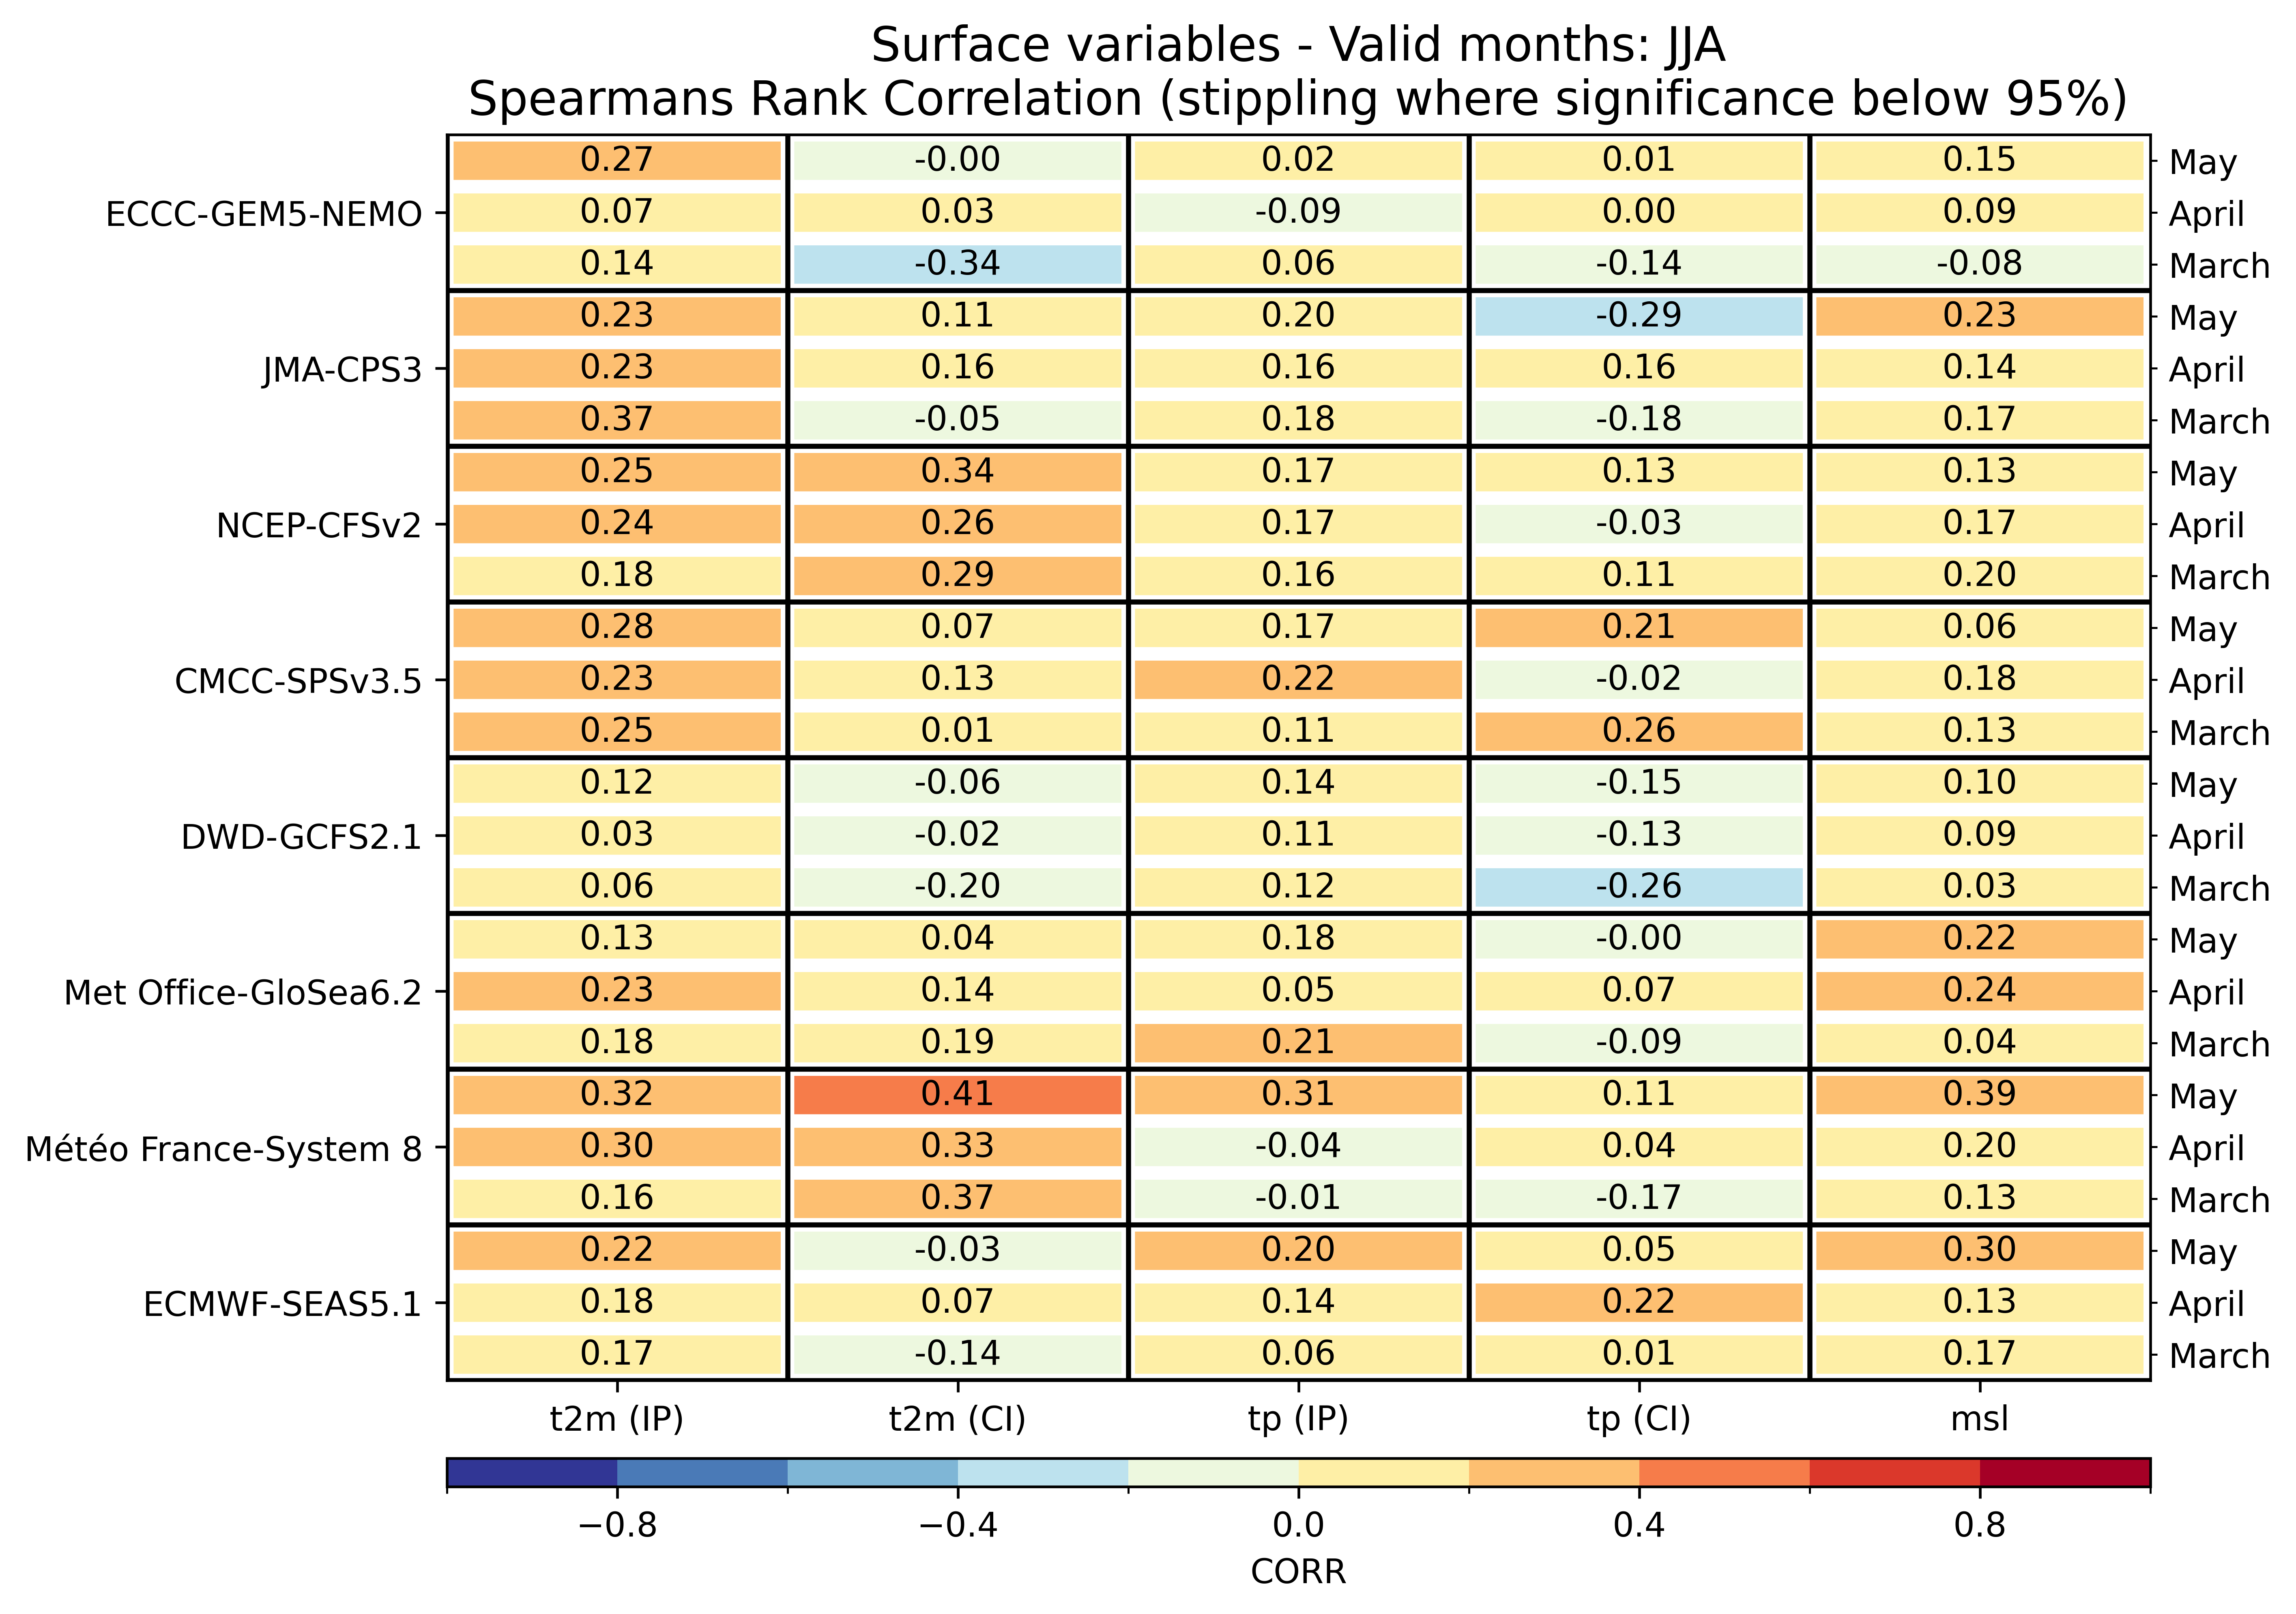 Surface variables - Valid months: JJA
Spearmans Rank Correlation (stippling where significance below 95%)
0.27 -0.00 0.02 0.01 0.15 May
ECCC-GEM5-NEMO 0.07 0.03 -0.09 0.00 0.09 April
0.14 -0.34 0.06 -0.14 -0.08 March
0.23 0.11 0.20 -0.29 0.23 May
JMA-CPS3 0.23 0.16 0.16 0.16 0.14 April
0.37 -0.05 0.18 -0.18 0.17 March
0.25 0.34 0.17 0.13 0.13 May
NCEP-CFSv2 0.24 0.26 0.17 -0.03 0.17 April
0.18 0.29 0.16 0.11 0.20 March
0.28 0.07 0.17 0.21 0.06 May
CMCC-SPSv3.5 0.23 0.13 0.22 -0.02 0.18 April
0.25 0.01 0.11 0.26 0.13 March
0.12 -0.06 0.14 -0.15 0.10 May
DWD-GCFS2.1 0.03 -0.02 0.11 -0.13 0.09 April
0.06 -0.20 0.12 -0.26 0.03 March
0.13 0.04 0.18 -0.00 0.22 May
Met Office-GloSea6.2 0.23 0.14 0.05 0.07 0.24 April
0.18 0.19 0.21 -0.09 0.04 March
0.32 0.41 0.31 0.11 0.39 May
Météo France-System 8 0.30 0.33 -0.04 0.04 0.20 April
0.16 0.37 -0.01 -0.17 0.13 March
0.22 -0.03 0.20 0.05 0.30 May
ECMWF-SEAS5.1 0.18 0.07 0.14 0.22 0.13 April
0.17 -0.14 0.06 0.01 0.17 March
t2m (IP) t2m (CI) tp (IP) tp (CI) msl
−0.8 −0.4 0.0 0.4 0.8
CORR